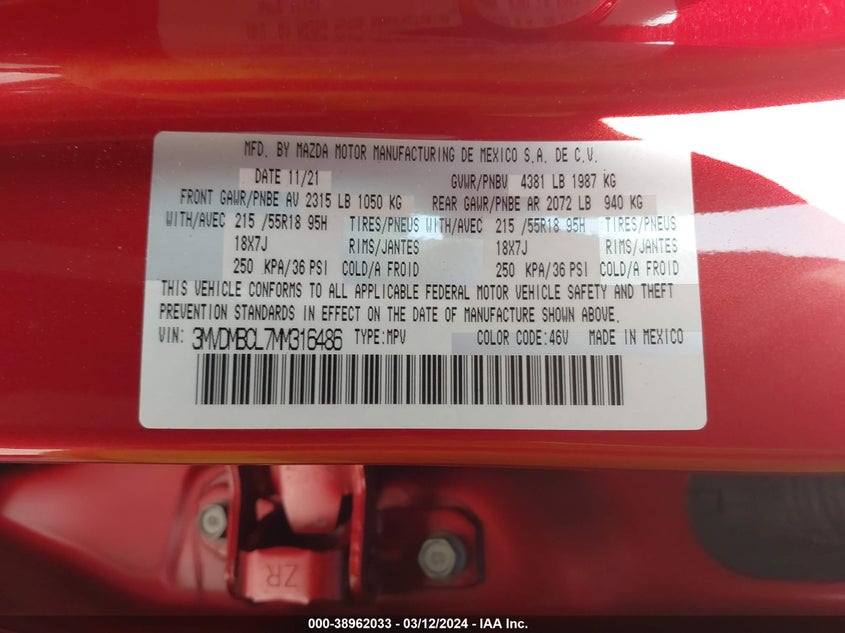 MFD. BY MAZDA MOTOR MANUFACTURING DE MEXICO S.A. DE C.V.
DATE 11/21 GVWR/PNBV 4381 LB 1987 KG
FRONT GAWR/PNBE AV 2315 LB 1050 KG REAR GAWR/PNBE AR 2072 LB 940 KG
WITH/AVEC 215 /55R18 95H TIRES/PNEUS WITH/AVEC 215 /55R18 95H TIRES/PNEUS
18X7J RIMS/JANTES 18X7J RIMS/JANTES
250 KPA/36 PSI COLD/A FROID 250 KPA/36 PSI COLD/A FROID
THIS VEHICLE CONFORMS TO ALL APPLICABLE FEDERAL MOTOR VEHICLE SAFETY AND THEFT
PREVENTION STANDARDS IN EFFECT ON THE DATE OF MANUFACTURE SHOWN ABOVE.
VIN: 3MVDMBCL7MM316486 TYPE:MPV COLOR CODE:46V MADE IN MEXICO
ZR
000-38962033 - 03/12/2024 - IAA Inc.